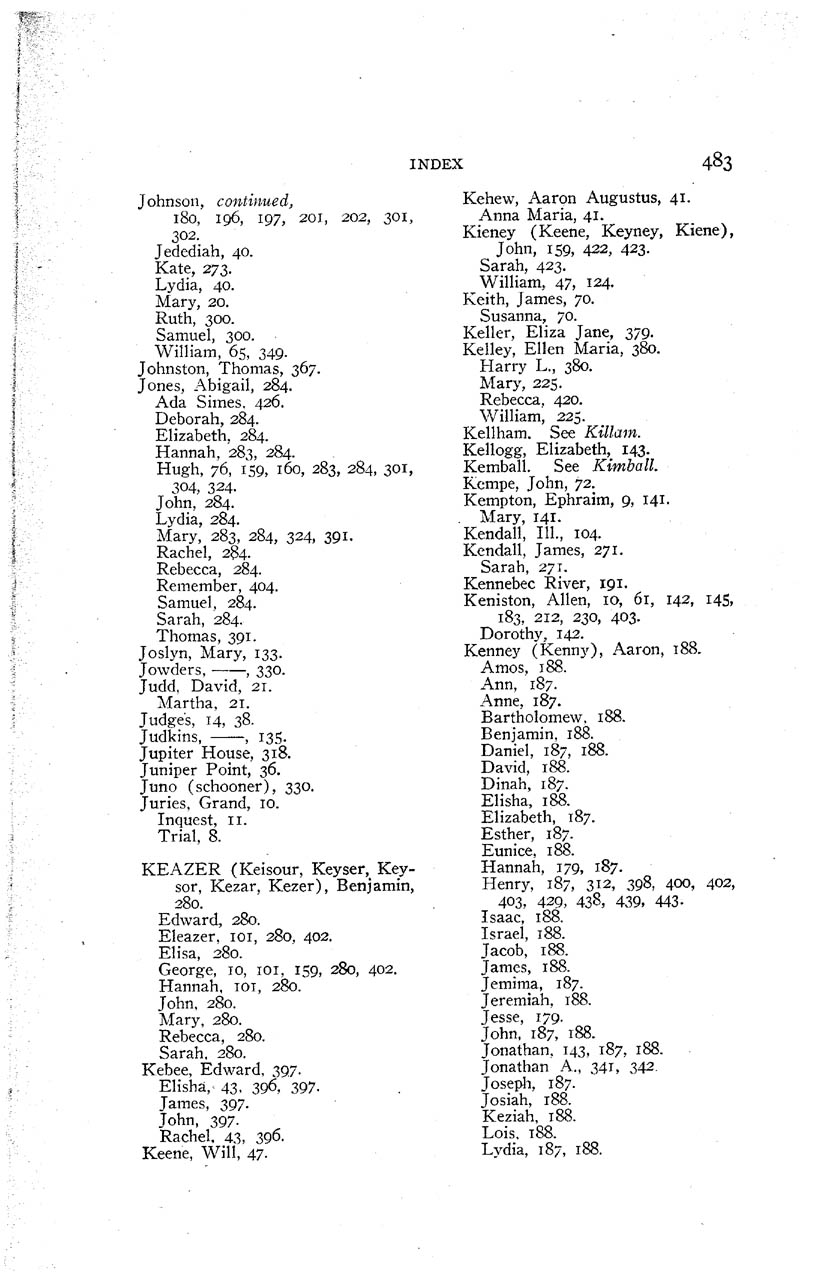 INDEX 483
Johnson, continued,
180, 196, 197, 201, 202, 301,
302.
Jedediah, 40.
Kate, 273.
Lydia, 40.
Mary, 20.
Ruth, 300.
Samuel, 300.
William, 65, 349.
Johnston, Thomas, 367.
Jones, Abigail, 284.
Ada Simes, 426.
Deborah, 284.
Elizabeth, 284.
Hannah, 283, 284.
Hugh, 76, 159, 160, 283, 284, 301,
304, 324.
John, 284.
Lydia, 284.
Mary, 283, 284, 324, 391.
Rachel, 284.
Rebecca, 284.
Remember, 404.
Samuel, 284.
Sarah, 284.
Thomas, 391.
Joslyn, Mary, 133.
Jowders, ——, 330.
Judd, David, 21.
Martha, 21.
Judges, 14, 38.
Judkins, ——, 135.
Jupiter House, 318.
Juniper Point, 36.
Juno (schooner), 330.
Juries, Grand, 10.
Inquest, 11.
Trial, 8.
KEAZER (Keisour, Keyser, Key-
sor, Kezar, Kezer), Benjamin,
280.
Edward, 280.
Eleazer, 101, 280, 402.
Elisa, 280.
George, 10, 101, 159, 280, 402.
Hannah, 101, 280.
John, 280.
Mary, 280.
Rebecca, 280.
Sarah, 280.
Kebee, Edward, 397.
Elisha, 43, 396, 397.
James, 397.
John, 397.
Rachel, 43, 396.
Keene, Will, 47.
Kehew, Aaron Augustus, 41.
Anna Maria, 41.
Kieney (Keene, Keyney, Kiene),
John, 159, 422, 423.
Sarah, 423.
William, 47, 124.
Keith, James, 70.
Susanna, 70.
Keller, Eliza Jane, 379.
Kelley, Ellen Maria, 380.
Harry L., 380.
Mary, 225.
Rebecca, 420.
William, 225.
Kellham. See Killam.
Kellogg, Elizabeth, 143.
Kemball. See Kimball.
Kempe, John, 72.
Kempton, Ephraim, 9, 141.
Mary, 141.
Kendall, Ill., 104.
Kendall, James, 271.
Sarah, 271.
Kennebec River, 191.
Keniston, Allen, 10, 61, 142, 145,
183, 212, 230, 403.
Dorothy, 142.
Kenney (Kenny), Aaron, 188.
Amos, 188.
Ann, 187.
Anne, 187.
Bartholomew, 188.
Benjamin, 188.
Daniel, 187, 188.
David, 188.
Dinah, 187.
Elisha, 188.
Elizabeth, 187.
Esther, 187.
Eunice, 188.
Hannah, 179, 187.
Henry, 187, 312, 398, 400, 402,
403, 429, 438, 439, 443.
Isaac, 188.
Israel, 188.
Jacob, 188.
James, 188.
Jemima, 187.
Jeremiah, 188.
Jesse, 179.
John, 187, 188.
Jonathan, 143, 187, 188.
Jonathan A., 341, 342.
Joseph, 187.
Josiah, 188.
Keziah, 188.
Lois, 188.
Lydia, 187, 188.